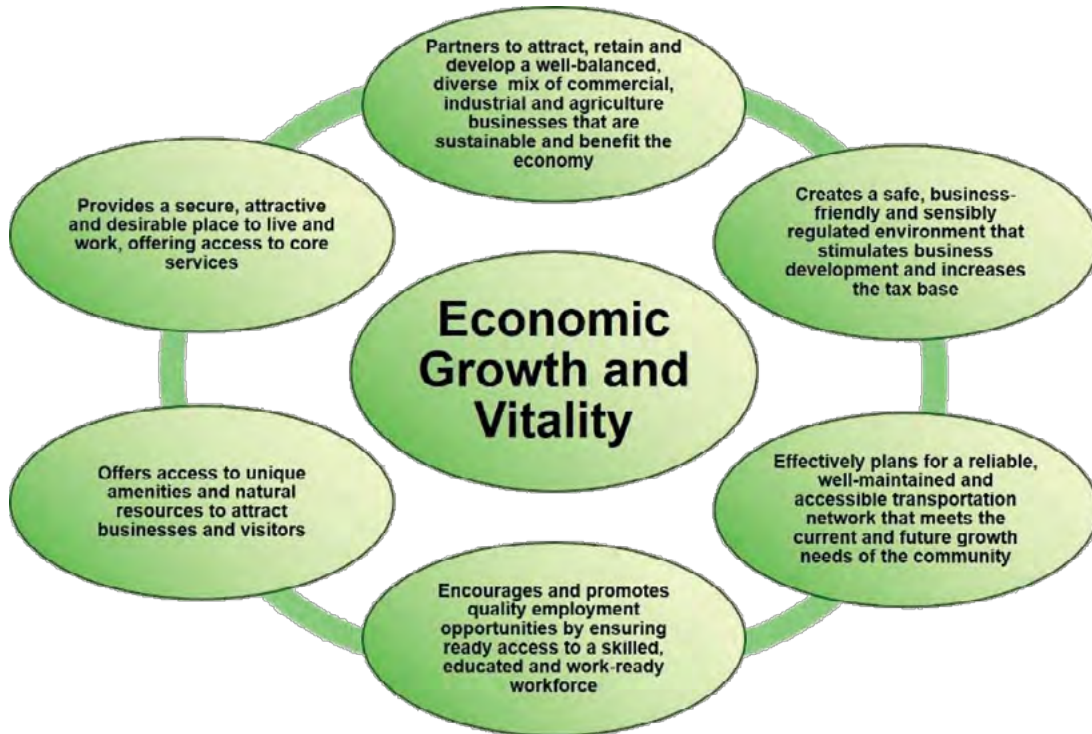 Partners to attract, retain and
develop a well-balanced,
diverse mix of commercial,
industrial and agriculture
businesses that are
sustainable and benefit the
economy
Creates a safe, business-
friendly and sensibly
regulated environment that
stimulates business
development and increases
the tax base
Effectively plans for a reliable,
well-maintained and
accessible transportation
network that meets the
current and future growth
needs of the community
Encourages and promotes
quality employment
opportunities by ensuring
ready access to a skilled,
educated and work-ready
workforce
Offers access to unique
amenities and natural
resources to attract
businesses and visitors
Provides a secure, attractive
and desirable place to live and
work, offering access to core
services
Economic
Growth and
Vitality